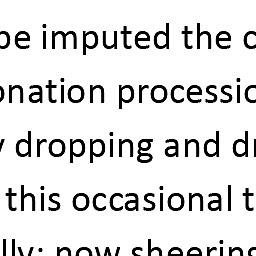 be imputed the c
onation processio
y dropping and dr
this occasional t
lly; now sheering